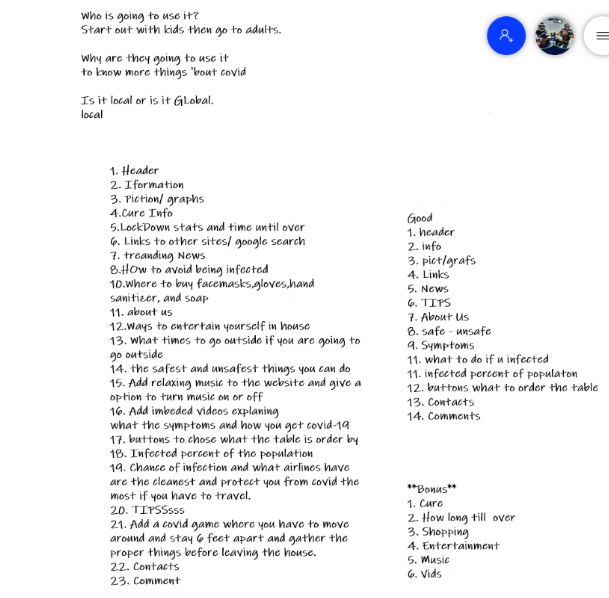 Who is going to use it?
Start out with kids then go to adults.
Why are they going to use it
to know more things 'bout covid
Is it local or is it GLobal.
local
1. Header
2. Iformation
3. Piction/ graphs
4.Cure Info
5.LockDown stats and time until over
6. Links to other sites/ google search
7. treanding News
8.HOw to avoid being infected
10.Where to buy facemasks,gloves,hand
sanitizer, and soap
11. about us
12.Ways to entertain yourself in house
13. What times to go outside if you are going to
go outside
14. the safest and unsafest things you can do
15. Add relaxing music to the website and give a
option to turn music on or off
16. Add imbeded videos explaning
what the symptoms and how you get covid-19
17. buttons to chose what the table is order by
18. Infected percent of the population
19. Chance of infection and what airlines have
are the cleanest and protect you from covid the
most if you have to travel.
20. TIPSSsss
21. Add a covid game where you have to move
around and stay 6 feet apart and gather the
proper things before leaving the house.
22. Contacts
23. Comment
Good
1. header
2. info
3. pict/grafs
4. Links
5. News
6. TIPS
7. About Us
8. safe - unsafe
9. Symptoms
11. what to do if u infected
11. infected percent of populaton
12. buttons what to order the table
13. Contacts
14. Comments
**Bonus**
1. Cure
2. How long till over
3. Shopping
4. Entertainment
5. Music
6. Vids